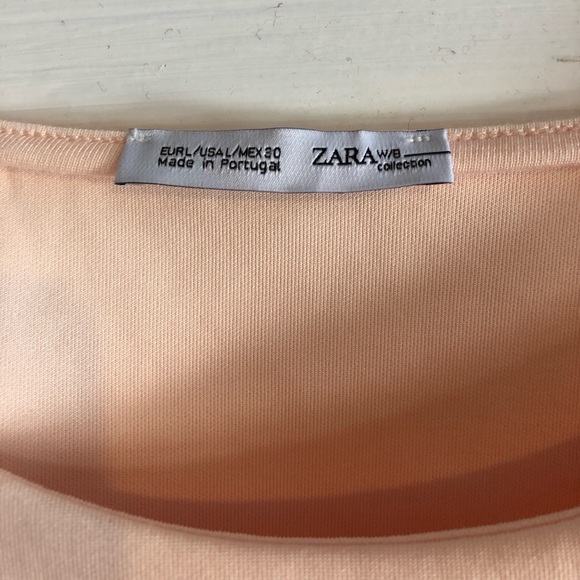 EUR L/USA L/MEX 30
Made in Portugal
ZARA W/B
collection